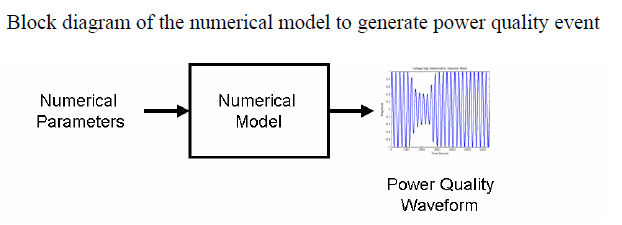 Block diagram of the numerical model to generate power quality event
Numerical
Parameters
Numerical
Model
Power Quality
Waveform